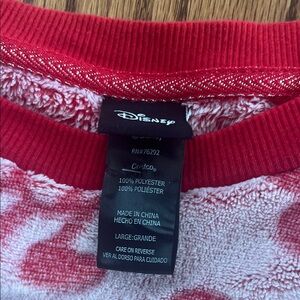 Disney
RN#76292
100% POLYESTER
100% POLIÉSTER
MADE IN CHINA
HECHO EN CHINA
LARGE/GRANDE
CARE ON REVERSE
VER AL DORSO PARA CUIDADO